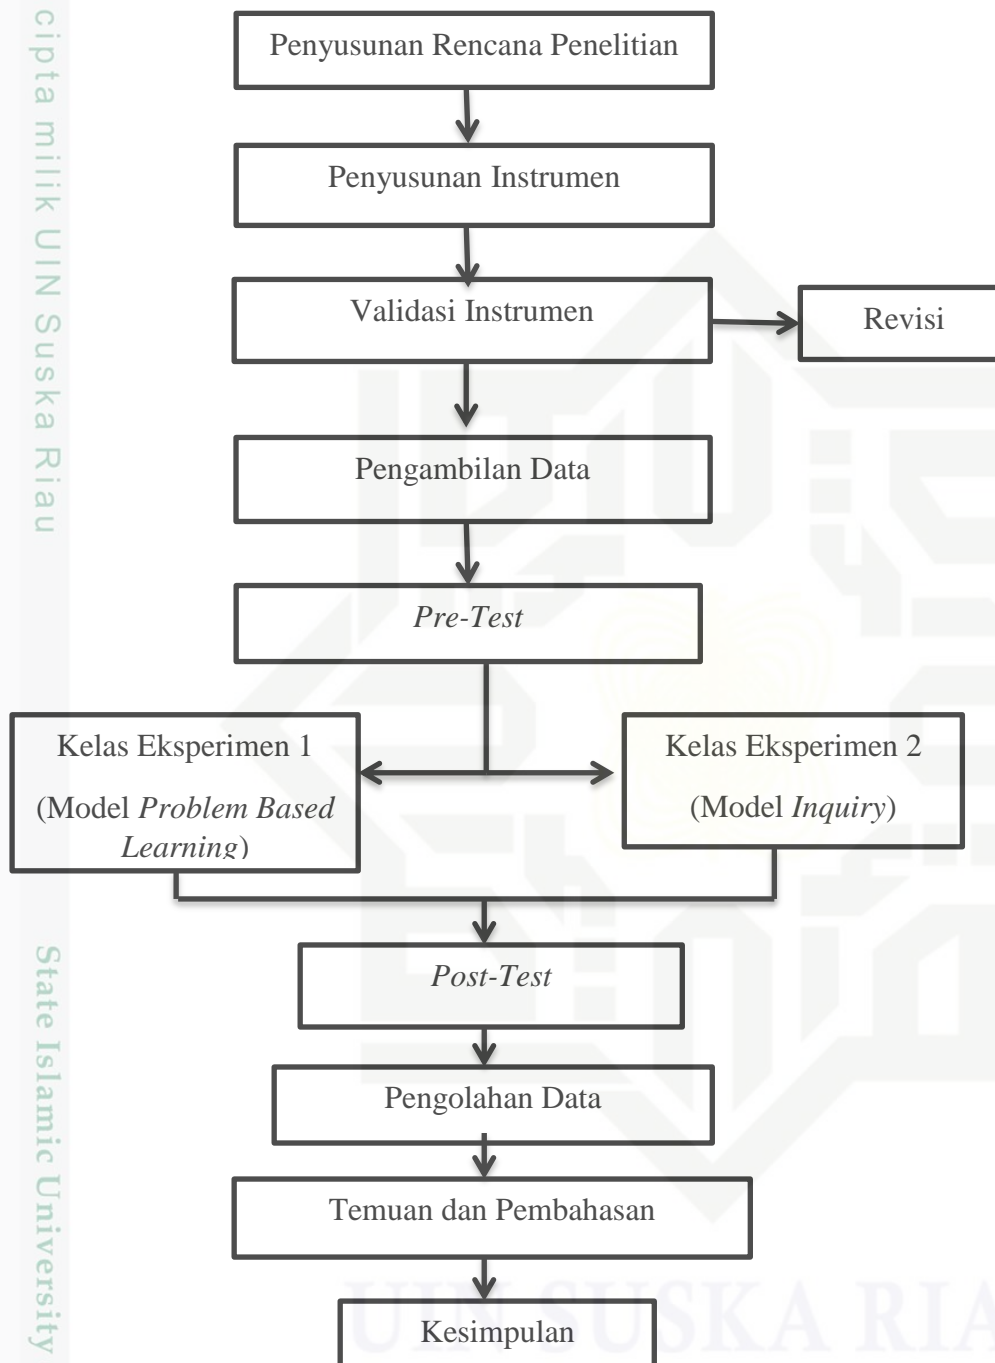 Penyusunan Rencana Penelitian
Penyusunan Instrumen
Validasi Instrumen
Revisi
Pengambilan Data
Pre-Test
Kelas Eksperimen 1
(Model Problem Based
Learning)
Kelas Eksperimen 2
(Model Inquiry)
Post-Test
Pengolahan Data
Temuan dan Pembahasan
Kesimpulan
cipta milik UIN Suska Riau
State Islamic University
UIN SUSKA RIA